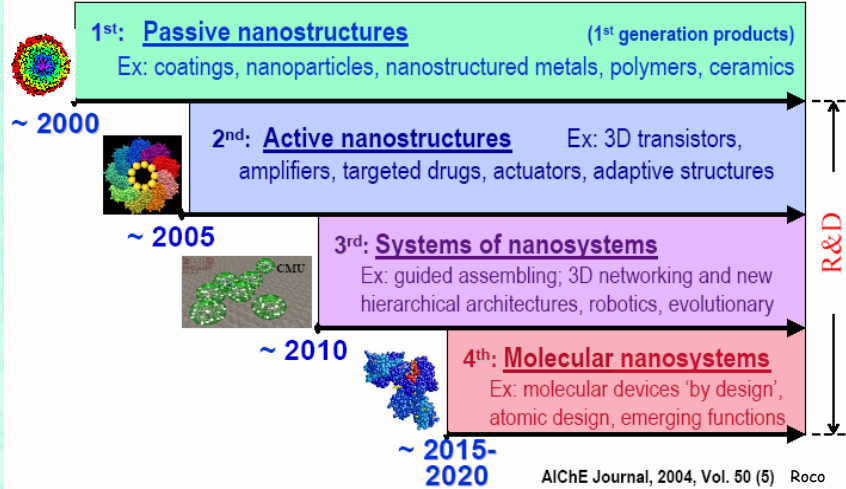 1st: Passive nanostructures (1st generation products)
Ex: coatings, nanoparticles, nanostructured metals, polymers, ceramics
~ 2000
2nd: Active nanostructures Ex: 3D transistors,
amplifiers, targeted drugs, actuators, adaptive structures
~ 2005
3rd: Systems of nanosystems
Ex: guided assembling; 3D networking and new
hierarchical architectures, robotics, evolutionary
CMU
~ 2010
4th: Molecular nanosystems
Ex: molecular devices ‘by design’,
atomic design, emerging functions
~ 2015-
2020
R&D
AIChE Journal, 2004, Vol. 50 (5) Roco